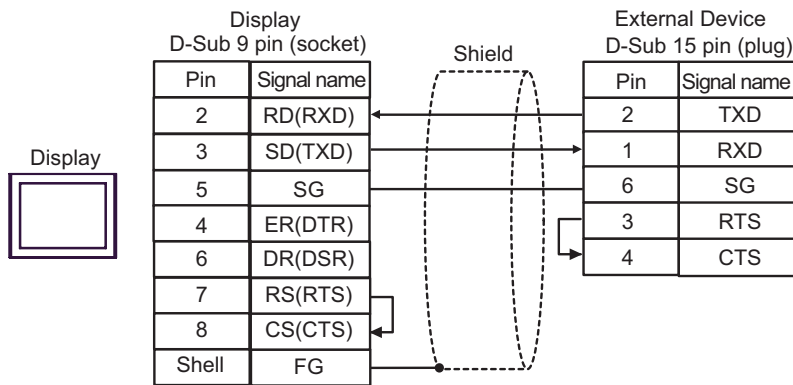 Display
D-Sub 9 pin (socket)
Shield
External Device
D-Sub 15 pin (plug)
Display
Pin Signal name
2 RD(RXD)
3 SD(TXD)
5 SG
4 ER(DTR)
6 DR(DSR)
7 RS(RTS)
8 CS(CTS)
Shell FG
Pin Signal name
2 TXD
1 RXD
6 SG
3 RTS
4 CTS